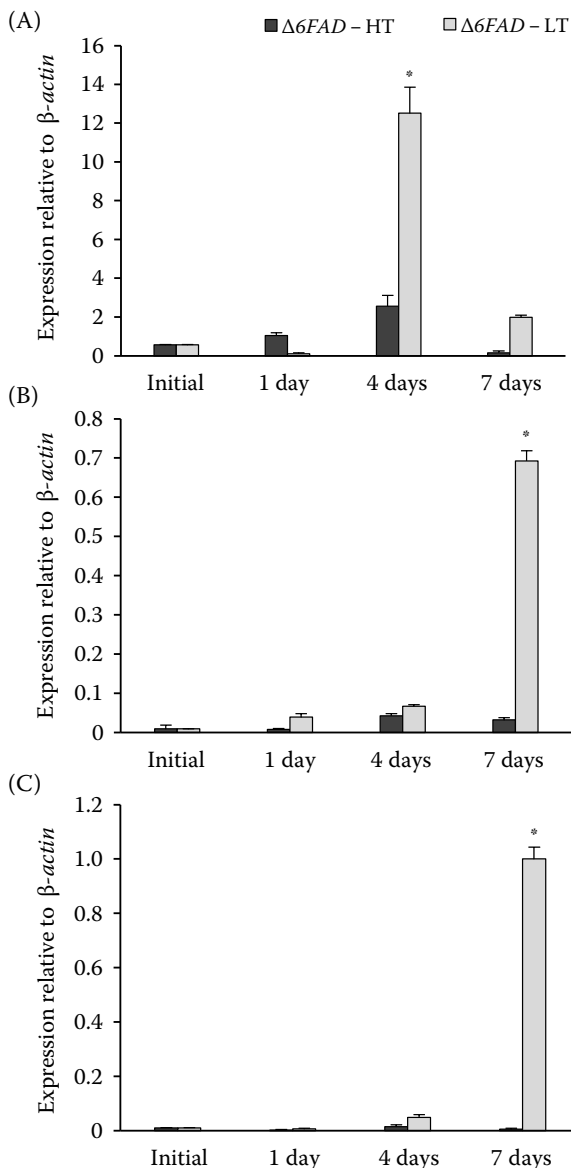 (A)
Δ6FAD – HT Δ6FAD – LT
Expression relative to β-actin
16
14
12
10
8
6
4
2
0
*
Initial 1 day 4 days 7 days
(B)
Expression relative to β-actin
0.8
0.7
0.6
0.5
0.4
0.3
0.2
0.1
0
*
Initial 1 day 4 days 7 days
(C)
Expression relative to β-actin
1.2
1.0
0.8
0.6
0.4
0.2
0
*
Initial 1 day 4 days 7 days